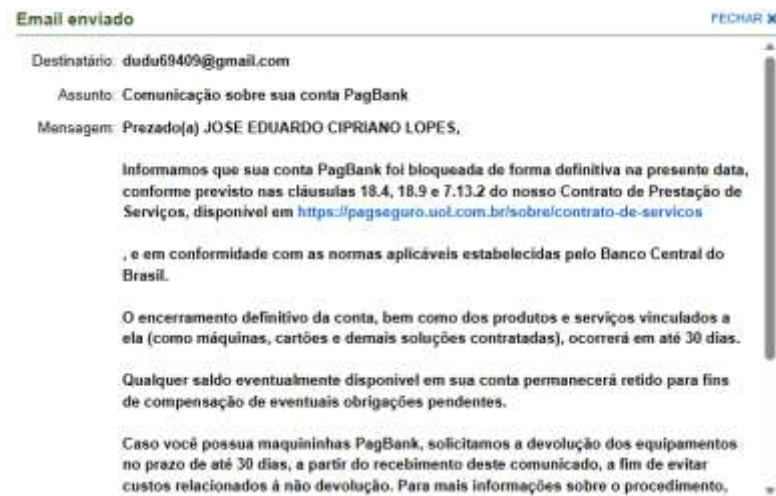 Email enviado
FECHAR X
Destinatário: dudu69409@gmail.com
Assunto: Comunicação sobre sua conta PagBank
Mensagem: Prezado(a) JOSE EDUARDO CIPRIANO LOPES,
Informamos que sua conta PagBank foi bloqueada de forma definitiva na presente data,
conforme previsto nas cláusulas 18.4, 18.9 e 7.13.2 do nosso Contrato de Prestação de
Serviços, disponível em https://pagseguro.uol.com.br/sobre/contrato-de-servicos
, e em conformidade com as normas aplicáveis estabelecidas pelo Banco Central do
Brasil.
O encerramento definitivo da conta, bem como dos produtos e serviços vinculados a
ela (como máquinas, cartões e demais soluções contratadas), ocorrerá em até 30 dias.
Qualquer saldo eventualmente disponível em sua conta permanecerá retido para fins
de compensação de eventuais obrigações pendentes.
Caso você possua maquininhas PagBank, solicitamos a devolução dos equipamentos
no prazo de até 30 dias, a partir do recebimento deste comunicado, a fim de evitar
custos relacionados à não devolução. Para mais informações sobre o procedimento,